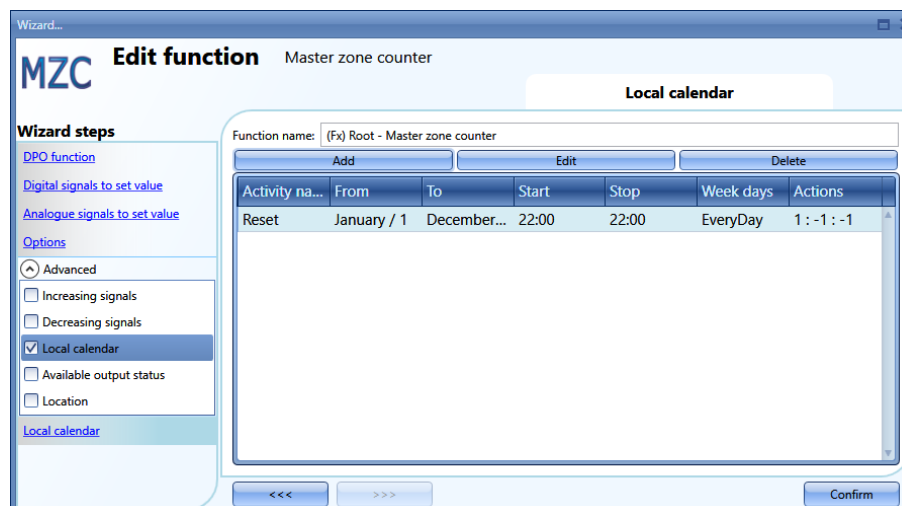 Wizard...
MZC Edit function Master zone counter
Local calendar
Wizard steps
DPO function
Digital signals to set value
Analogue signals to set value
Options
Advanced
Increasing signals
Decreasing signals
Local calendar
Available output status
Location
Local calendar
Function name: (Fx) Root - Master zone counter
Add Edit Delete
Activity na... From To Start Stop Week days Actions
Reset January / 1 December... 22:00 22:00 EveryDay 1 : -1 : -1
<<< >>> Confirm